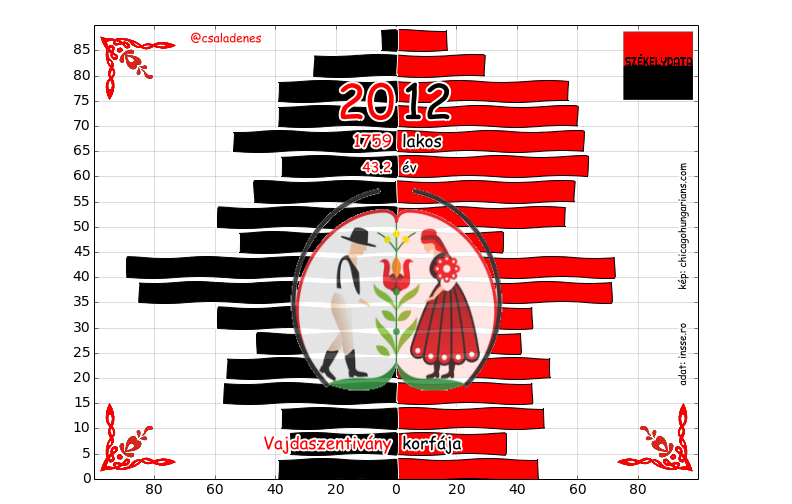 @csaladenes
SZÉKELYDATA
2012
1759 lakos
43.2 év
kép: chicagohungarians.com
adat: insse.ro
Vajdaszentivány korfája
85
80
75
70
65
60
55
50
45
40
35
30
25
20
15
10
5
0
80 60 40 20 0 20 40 60 80